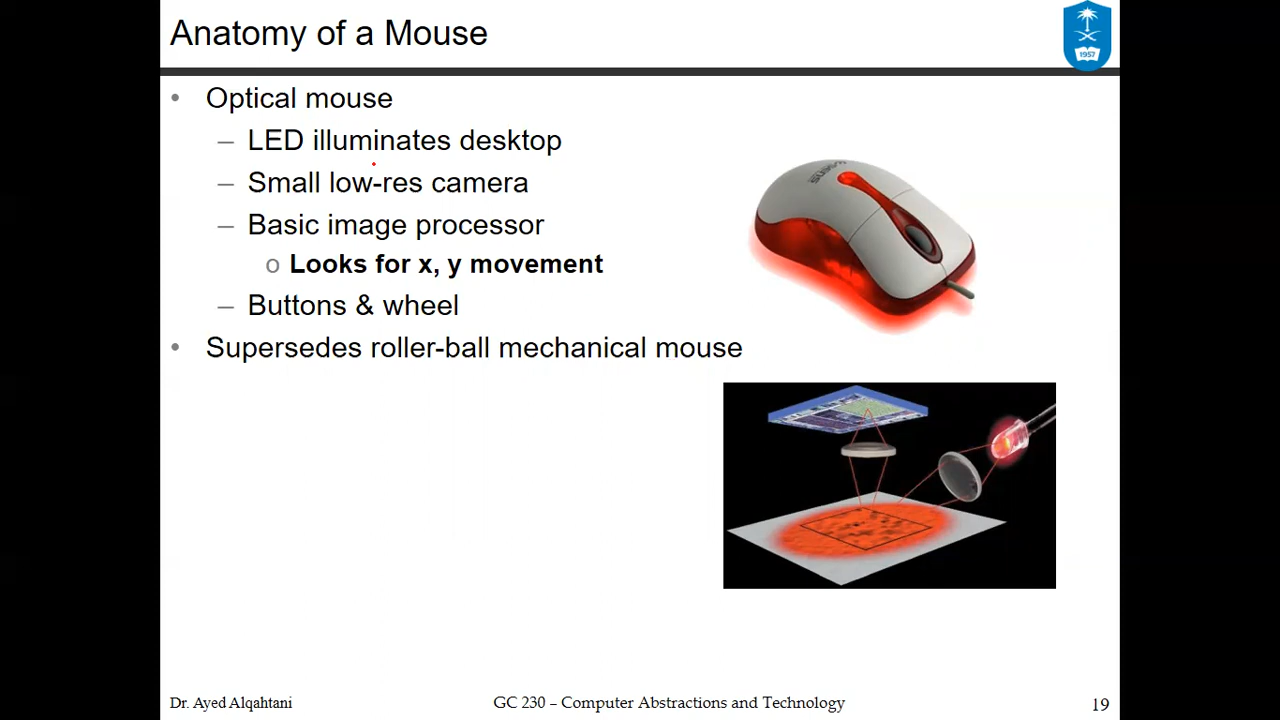 Anatomy of a Mouse
1957
• Optical mouse
– LED illuminates desktop
– Small low-res camera
– Basic image processor
o Looks for x, y movement
– Buttons & wheel
• Supersedes roller-ball mechanical mouse
Dr. Ayed Alqahtani
GC 230 – Computer Abstractions and Technology
19